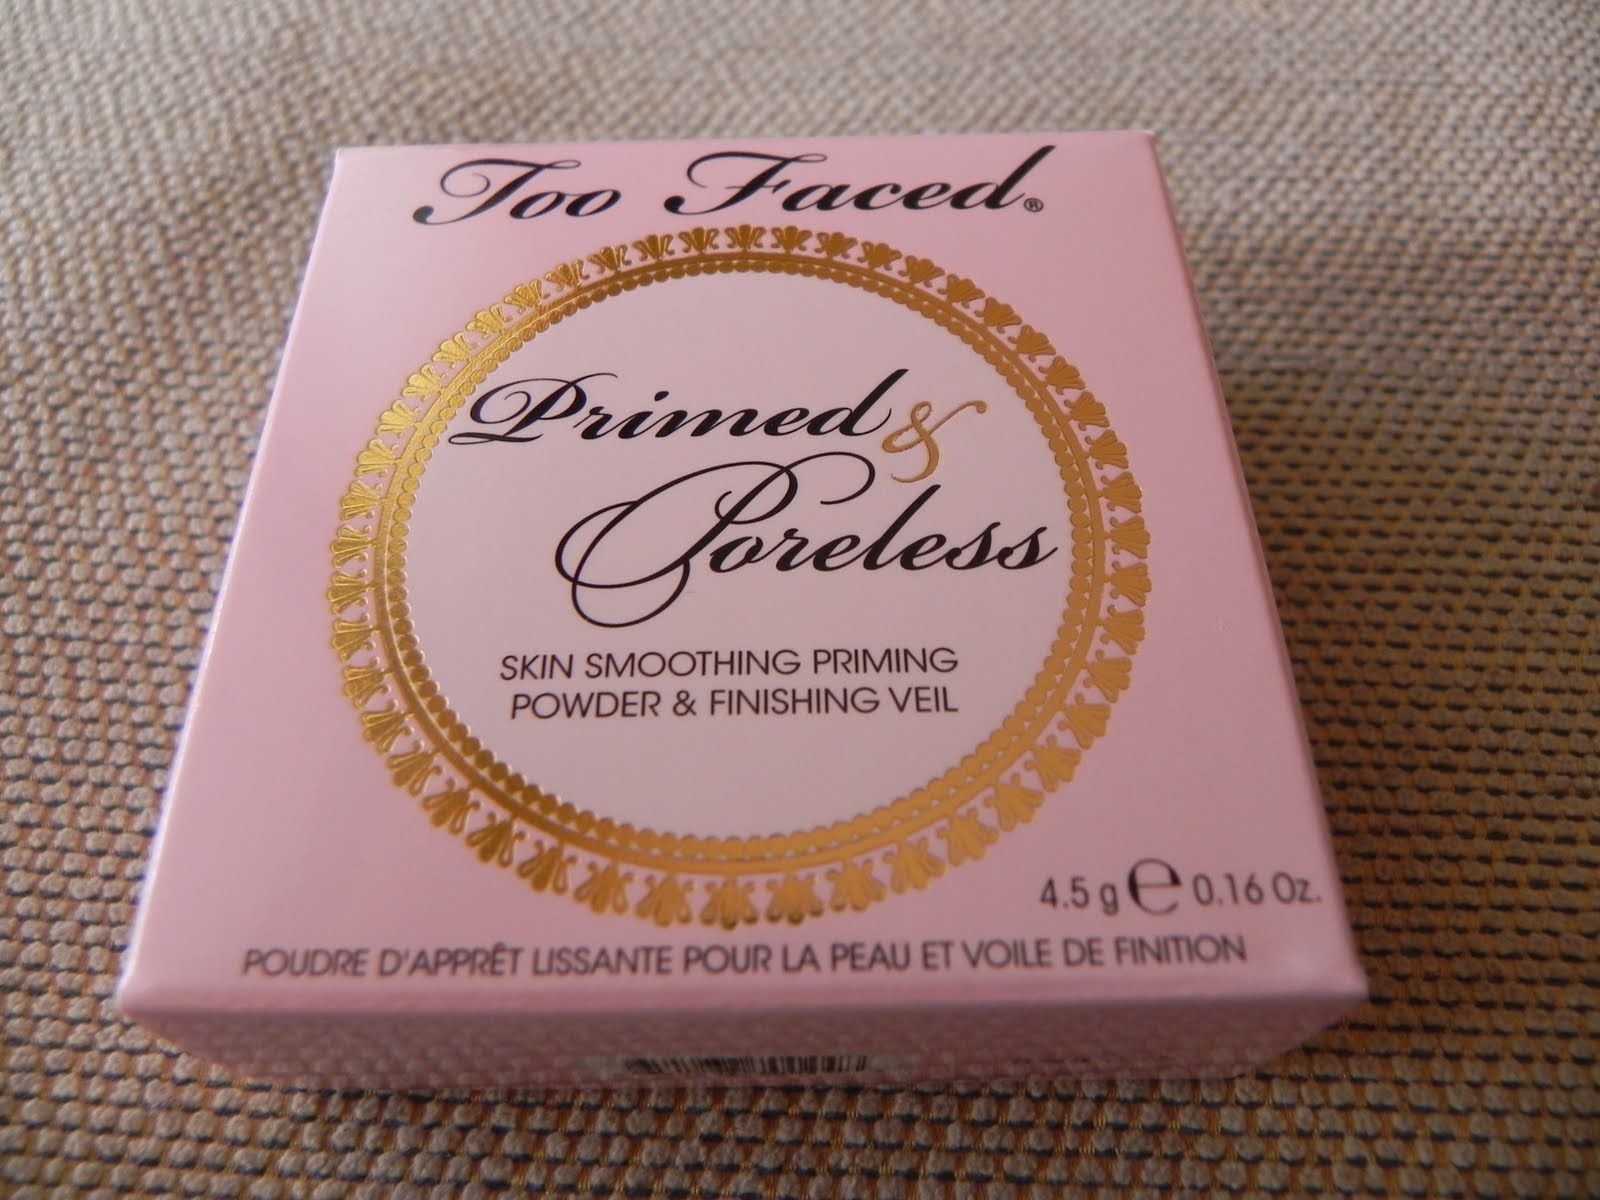 Too Faced®
Primed &
Poreless
SKIN SMOOTHING PRIMING
POWDER & FINISHING VEIL
4.5 g ℮ 0.16 Oz.
POUDRE D'APPRÊT LISSANTE POUR LA PEAU ET VOILE DE FINITION